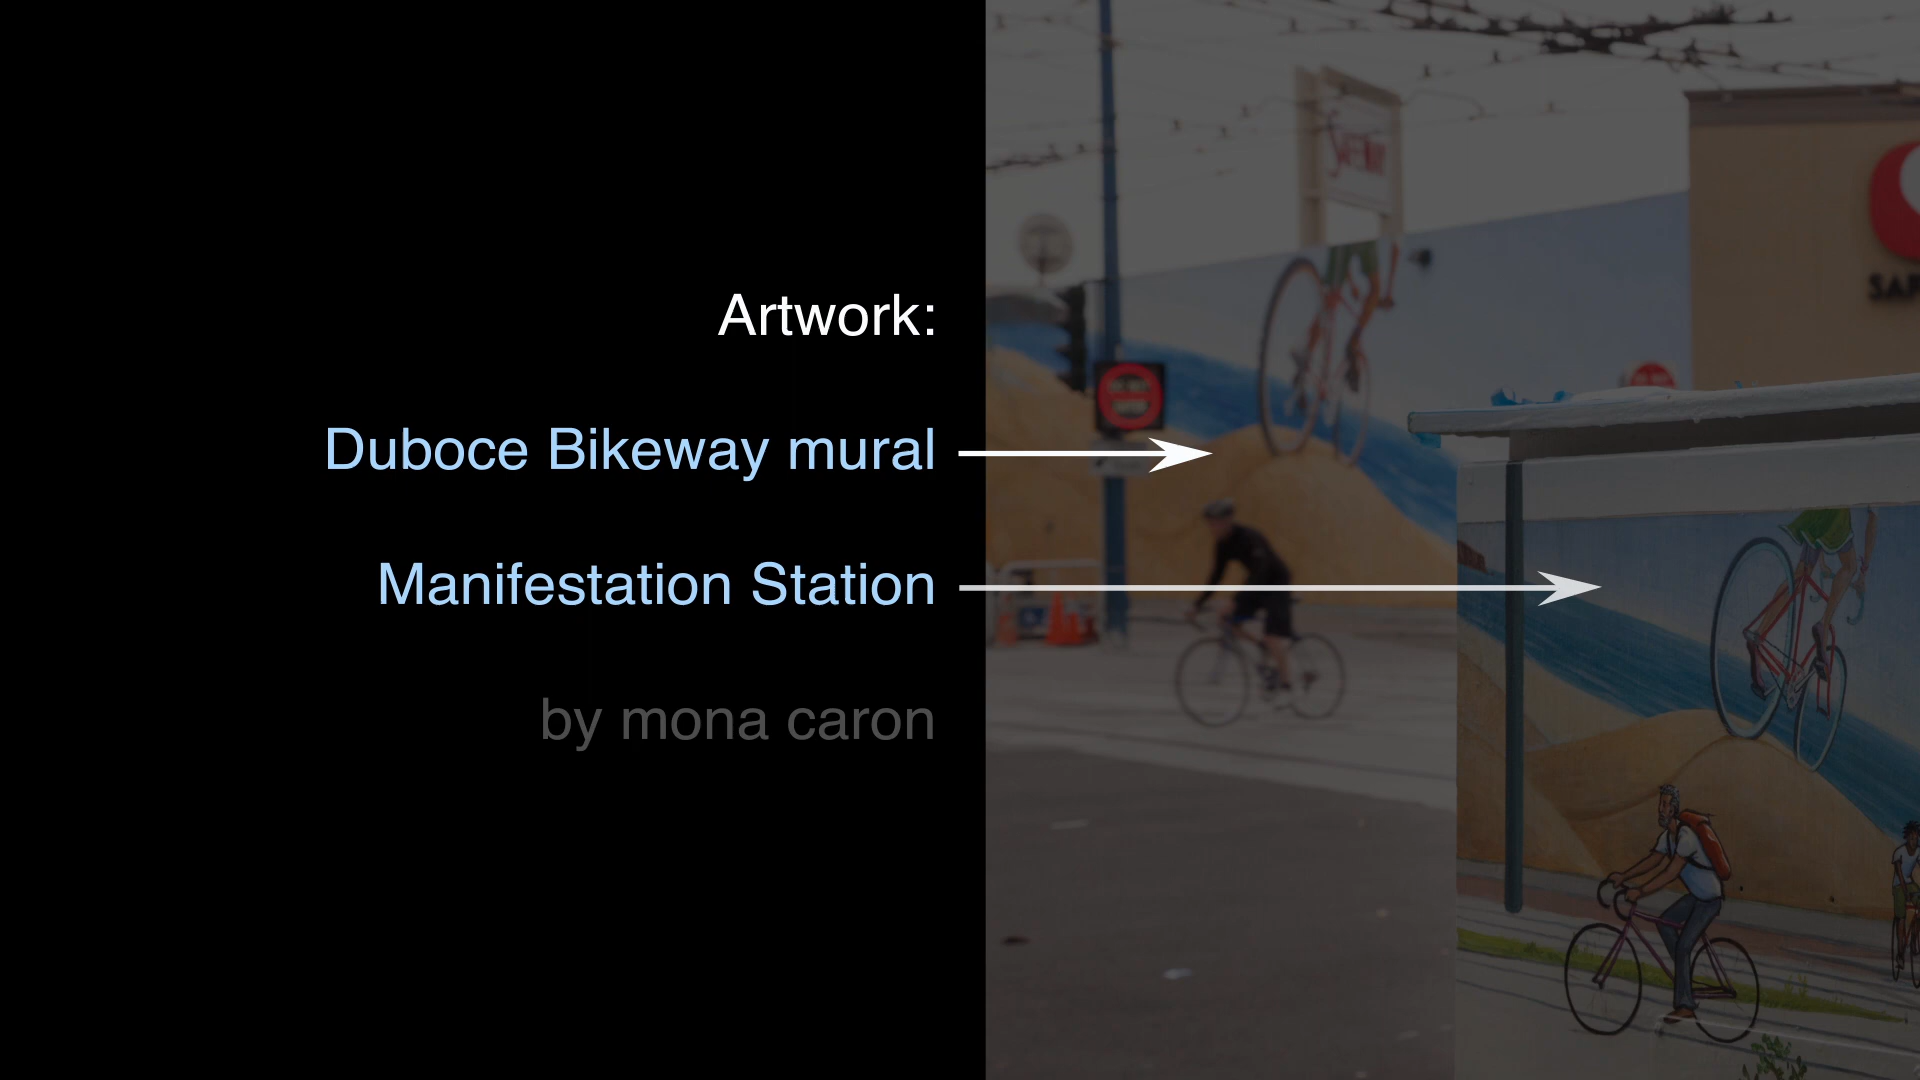 Artwork:
Duboce Bikeway mural
Manifestation Station
by mona caron